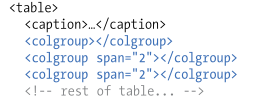 <table>
<caption>…</caption>
<colgroup></colgroup>
<colgroup span="2"></colgroup>
<colgroup span="2"></colgroup>
<!-- rest of table... -->